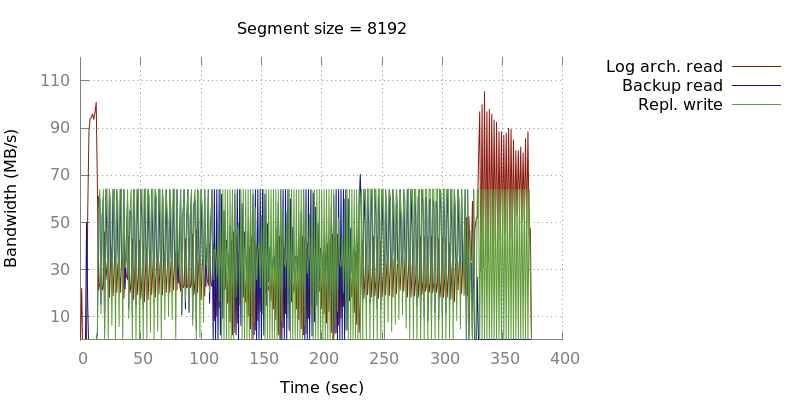 Segment size = 8192
Log arch. read
Backup read
Repl. write
Bandwidth (MB/s)
110
90
70
50
30
10
0 50 100 150 200 250 300 350 400
Time (sec)